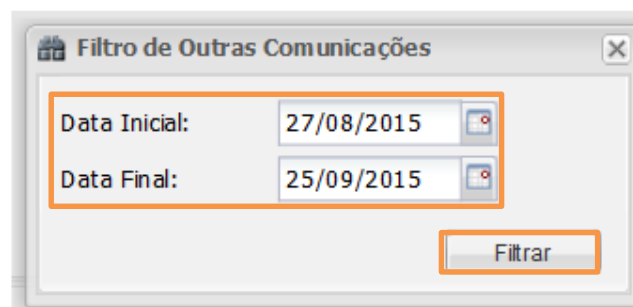 Filtro de Outras Comunicações
Data Inicial: 27/08/2015
Data Final: 25/09/2015
Filtrar